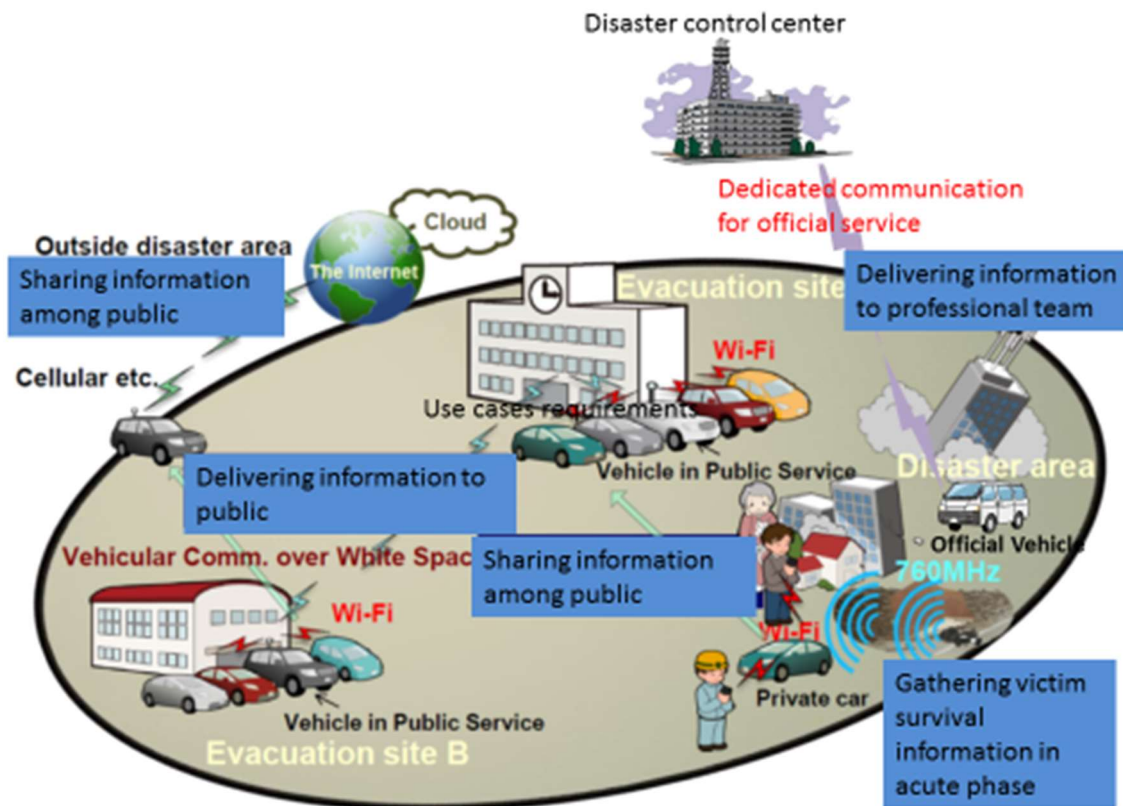 Disaster control center
Dedicated communication
for official service
Cloud
Outside disaster area
The Internet
Sharing information
among public
Evacuation site
Delivering information
to professional team
Wi-Fi
Cellular etc.
Use cases requirements
Vehicle in Public Service
Disaster area
Delivering information to
public
Official Vehicle
Vehicular Comm. over White Spac
Sharing information
among public
760MHz
Wi-Fi
Wi-Fi
Private car
Gathering victim
survival
information in
acute phase
Vehicle in Public Service
Evacuation site B